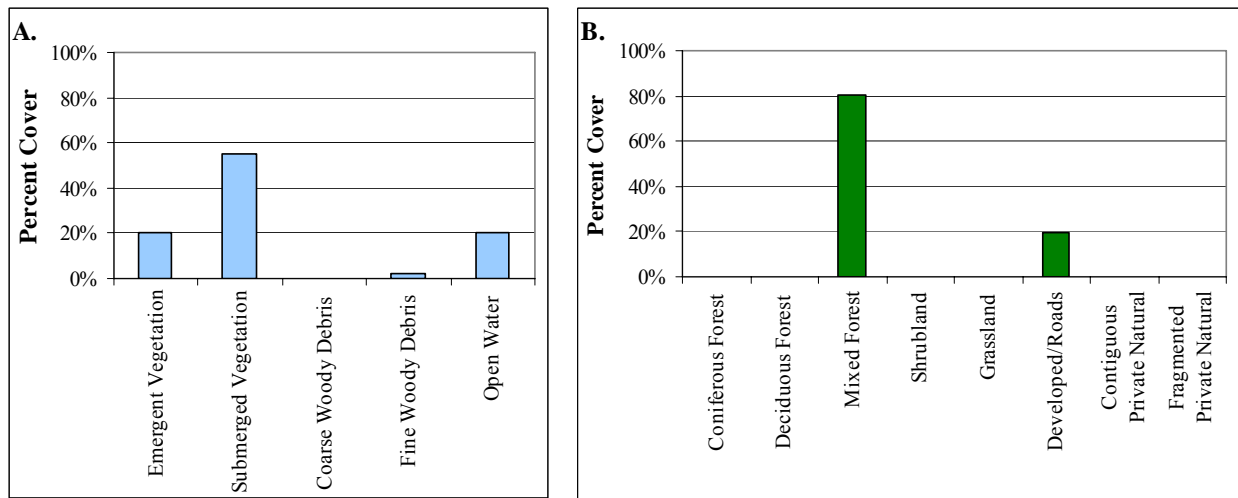 A.
Percent Cover
100%
80%
60%
40%
20%
0%
Emergent Vegetation
Submerged Vegetation
Coarse Woody Debris
Fine Woody Debris
Open Water
B.
Percent Cover
100%
80%
60%
40%
20%
0%
Coniferous Forest
Deciduous Forest
Mixed Forest
Shrubland
Grassland
Developed/Roads
Contiguous
Private Natural
Fragmented
Private Natural